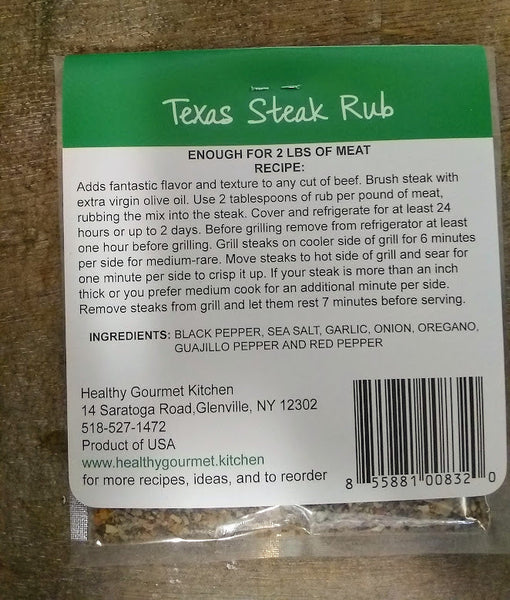 Texas Steak Rub
ENOUGH FOR 2 LBS OF MEAT
RECIPE:
Adds fantastic flavor and texture to any cut of beef. Brush steak with
extra virgin olive oil. Use 2 tablespoons of rub per pound of meat,
rubbing the mix into the steak. Cover and refrigerate for at least 24
hours or up to 2 days. Before grilling remove from refrigerator at least
one hour before grilling. Grill steaks on cooler side of grill for 6 minutes
per side for medium-rare. Move steaks to hot side of grill and sear for
one minute per side to crisp it up. If your steak is more than an inch
thick or you prefer medium cook for an additional minute per side.
Remove steaks from grill and let them rest 7 minutes before serving.
INGREDIENTS: BLACK PEPPER, SEA SALT, GARLIC, ONION, OREGANO,
GUAJILLO PEPPER AND RED PEPPER
Healthy Gourmet Kitchen
14 Saratoga Road,Glenville, NY 12302
518-527-1472
Product of USA
www.healthygourmet.kitchen
for more recipes, ideas, and to reorder
8 55881 00832 0